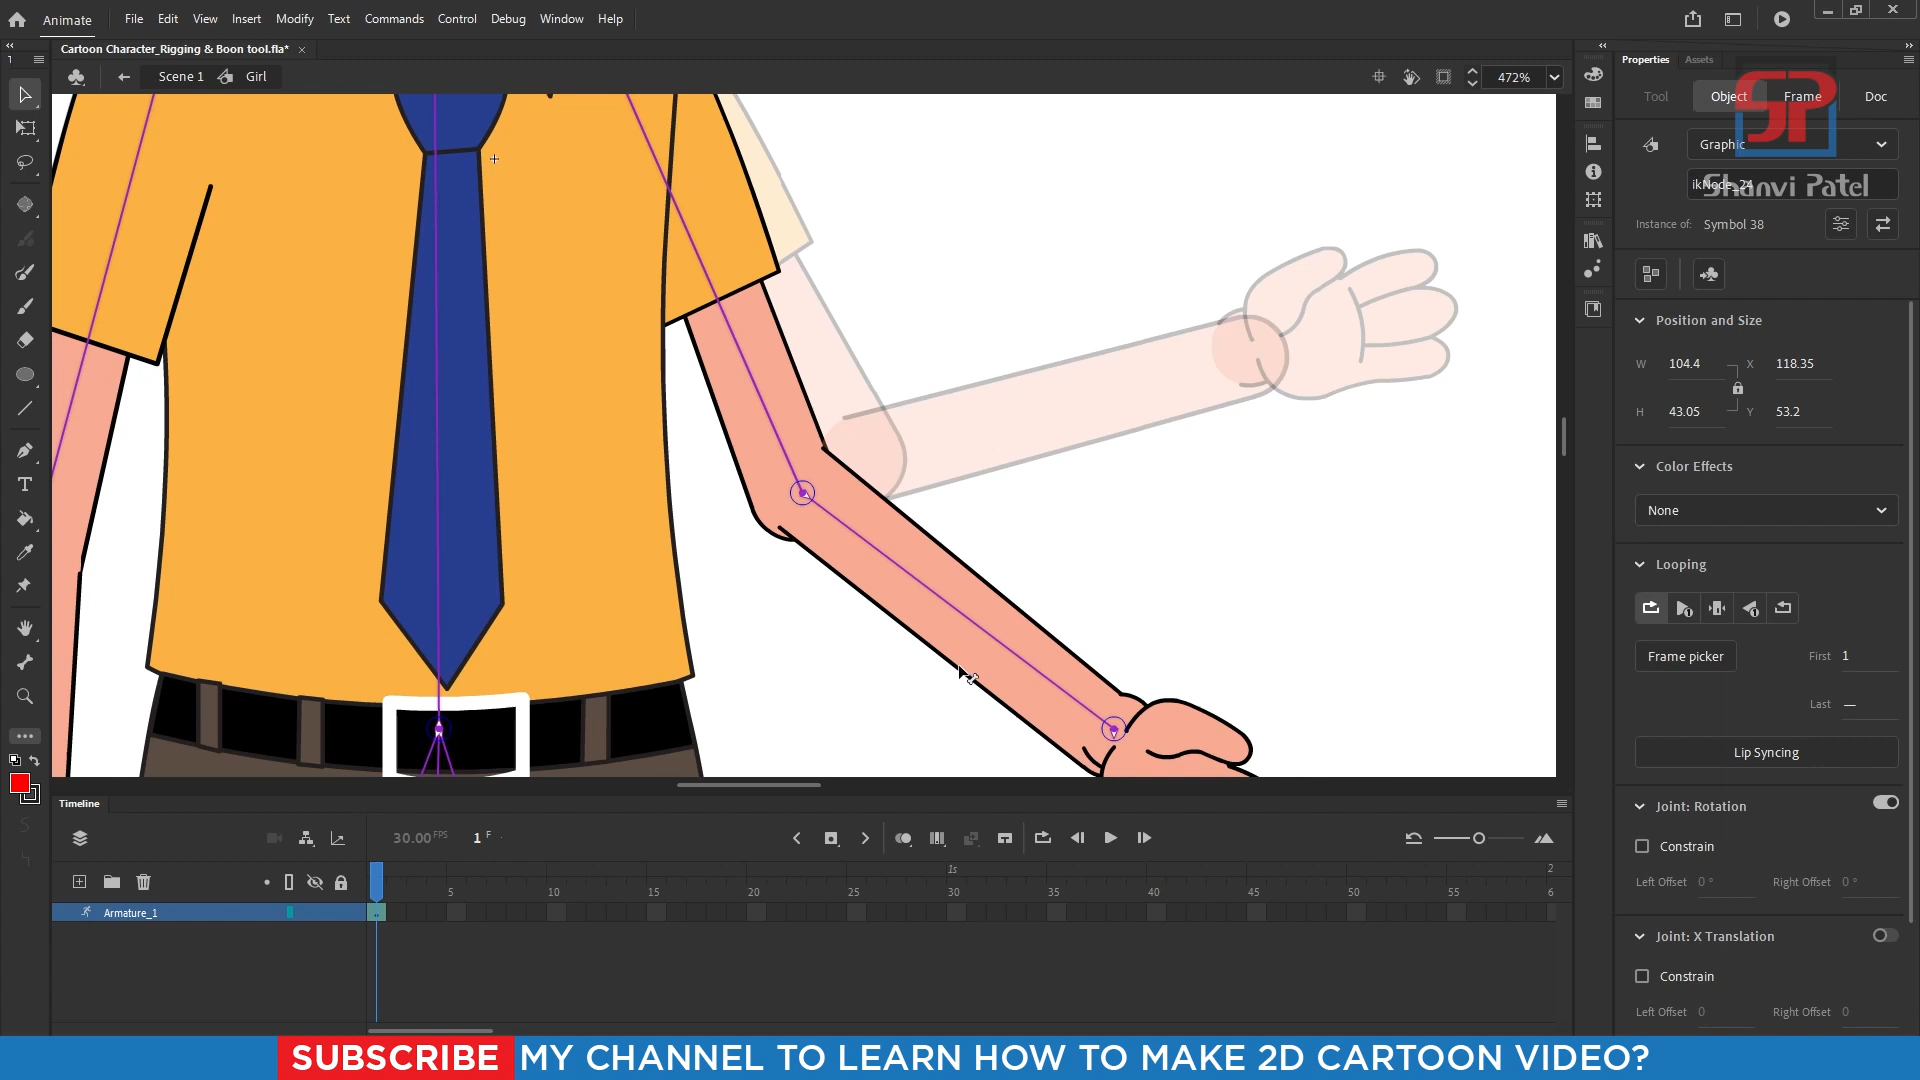 Animate File Edit View Insert Modify Text Commands Control Debug Window Help
Cartoon Character_Rigging & Boon tool.fla*
Scene 1 Girl 472%
Properties Assets
Tool Object Frame Doc
Graphic
ikNode_24
Shanvi Patel
Instance of: Symbol 38
Position and Size
W 104.4 X 118.35
H 43.05 Y 53.2
Color Effects
None
Looping
Frame picker First 1
Last —
Lip Syncing
Joint: Rotation
Constrain
Left Offset 0 ° Right Offset 0 °
Joint: X Translation
Constrain
Left Offset 0 Right Offset 0
Timeline
30.00 FPS 1 F
1s 2
5 10 15 20 25 30 35 40 45 50 55 6
Armature_1
SUBSCRIBE MY CHANNEL TO LEARN HOW TO MAKE 2D CARTOON VIDEO?